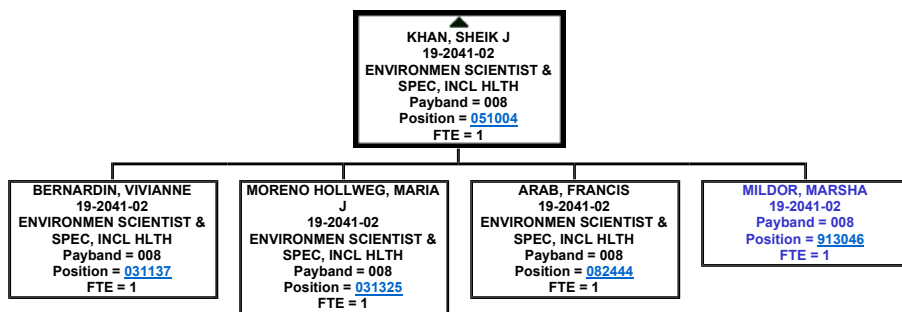 KHAN, SHEIK J
19-2041-02
ENVIRONMEN SCIENTIST &
SPEC, INCL HLTH
Payband = 008
Position = 051004
FTE = 1
BERNARDIN, VIVIANNE
19-2041-02
ENVIRONMEN SCIENTIST &
SPEC, INCL HLTH
Payband = 008
Position = 031137
FTE = 1
MORENO HOLLWEG, MARIA
J
19-2041-02
ENVIRONMEN SCIENTIST &
SPEC, INCL HLTH
Payband = 008
Position = 031325
FTE = 1
ARAB, FRANCIS
19-2041-02
ENVIRONMEN SCIENTIST &
SPEC, INCL HLTH
Payband = 008
Position = 082444
FTE = 1
MILDOR, MARSHA
19-2041-02
Payband = 008
Position = 913046
FTE = 1